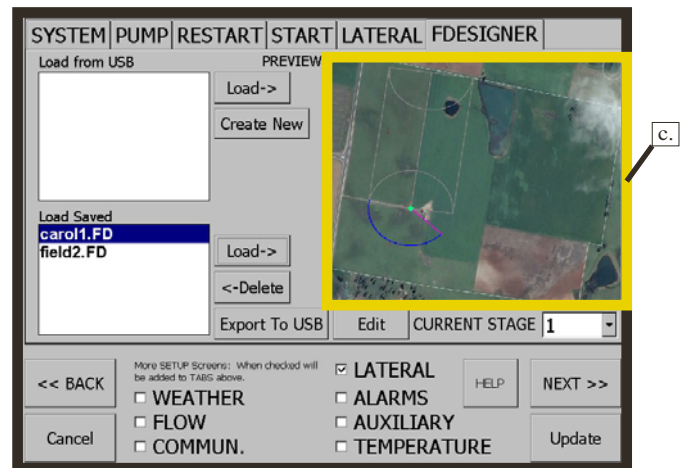 SYSTEM PUMP RESTART START LATERAL FDESIGNER
Load from USB
PREVIEW
Load->
Create New
c.
Load Saved
carol1.FD
field2.FD
Load->
<-Delete
Export To USB
Edit
CURRENT STAGE 1
<< BACK
More SETUP Screens: When checked will
be added to TABS above.
WEATHER
FLOW
COMMUN.
LATERAL
ALARMS
AUXILIARY
TEMPERATURE
HELP
NEXT >>
Cancel
Update